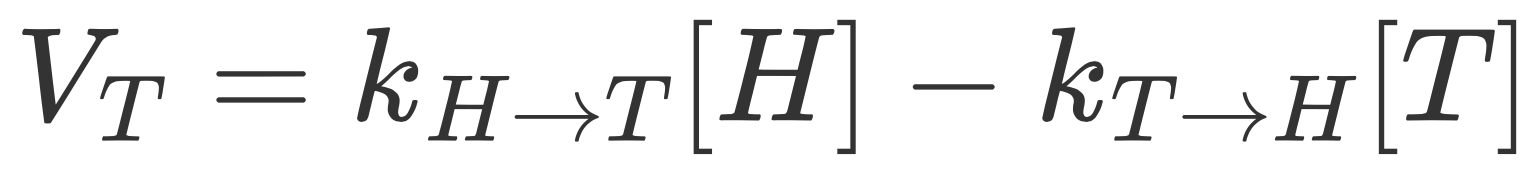 V_T = k_{H→T}[H] − k_{T→H}[T]